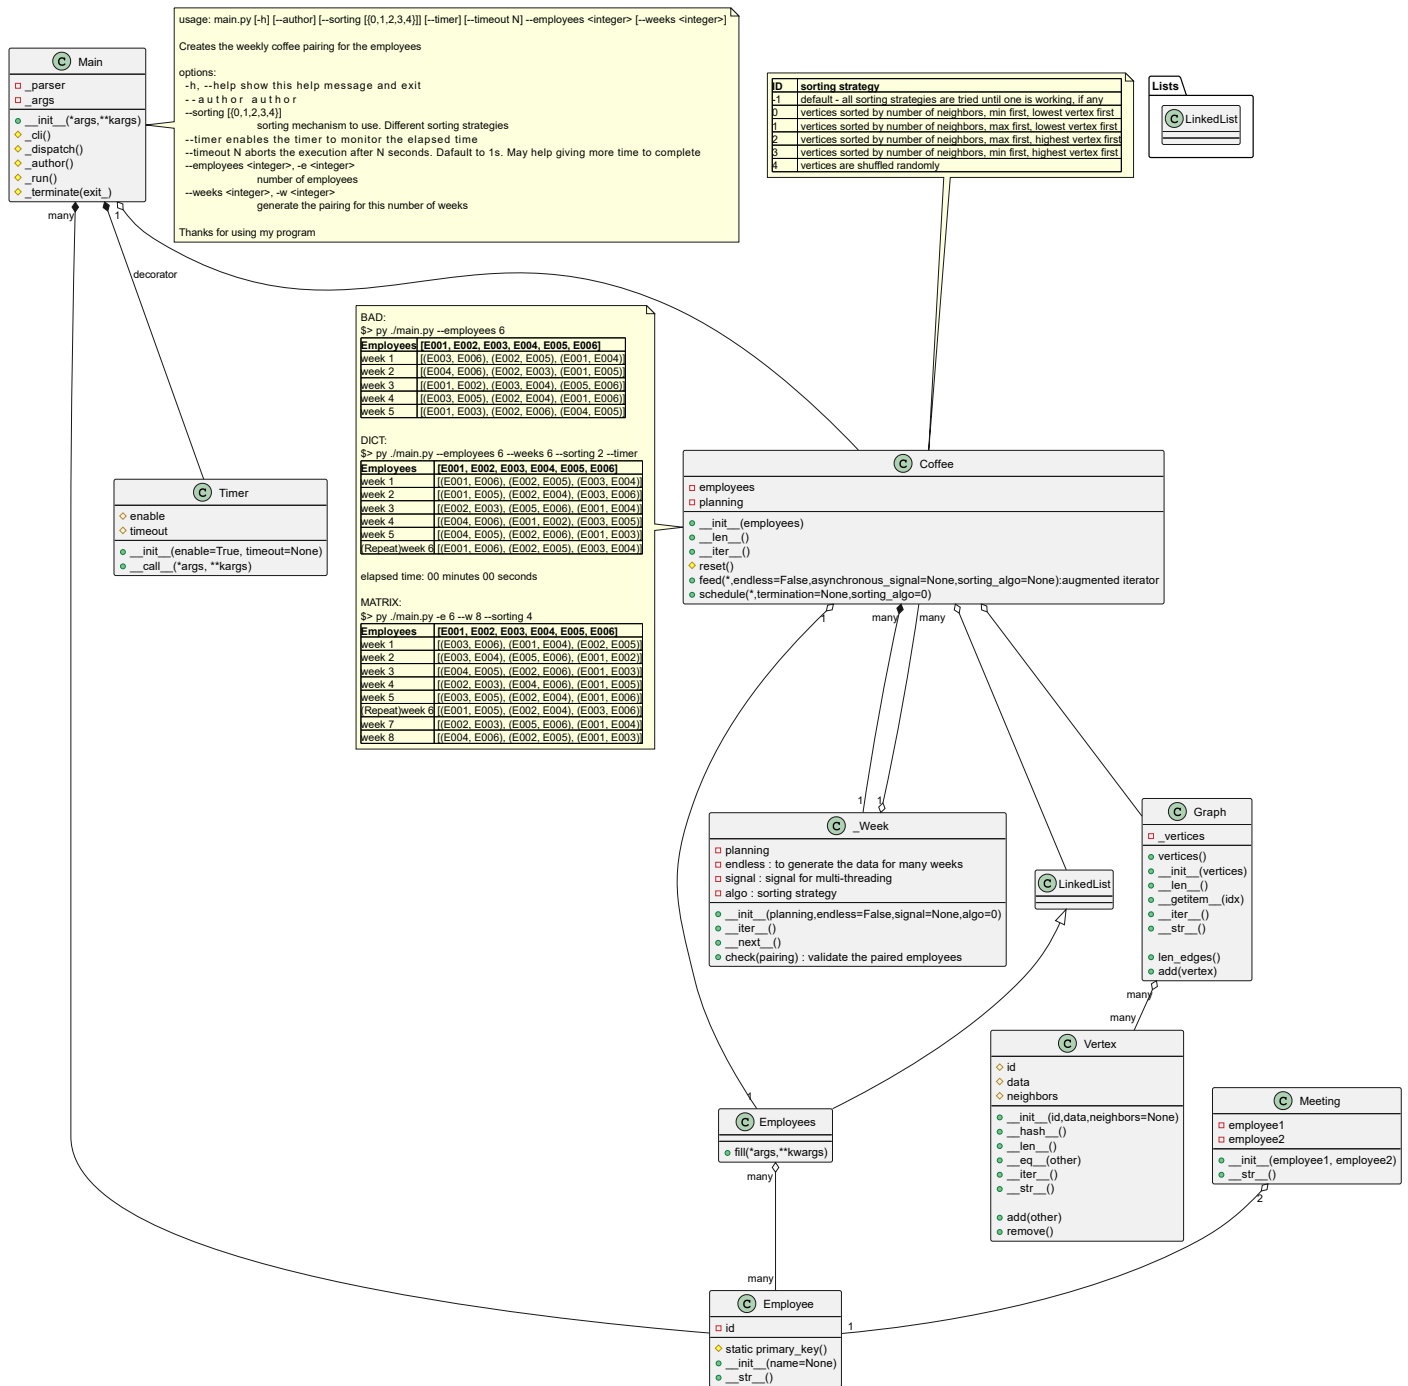 usage: main.py [-h] [--author] [--sorting [{0,1,2,3,4}]] [--timer] [--timeout N] --employees <integer> [--weeks <integer>]
Creates the weekly coffee pairing for the employees
options:
-h, --help show this help message and exit
--author author
--sorting [{0,1,2,3,4}]
sorting mechanism to use. Different sorting strategies
--timer enables the timer to monitor the elapsed time
--timeout N aborts the execution after N seconds. Dafault to 1s. May help giving more time to complete
--employees <integer>, -e <integer>
number of employees
--weeks <integer>, -w <integer>
generate the pairing for this number of weeks
Thanks for using my program
C Main
_parser
_args
__init__(*args,**kargs)
_cli()
_dispatch()
_author()
_run()
_terminate(exit_)
many
1
decorator
ID sorting strategy
-1 default - all sorting strategies are tried until one is working, if any
0 vertices sorted by number of neighbors, min first, lowest vertex first
1 vertices sorted by number of neighbors, max first, lowest vertex first
2 vertices sorted by number of neighbors, max first, highest vertex first
3 vertices sorted by number of neighbors, min first, highest vertex first
4 vertices are shuffled randomly
Lists
C LinkedList
BAD:
$> py ./main.py --employees 6
Employees [E001, E002, E003, E004, E005, E006]
week 1 [(E003, E006), (E002, E005), (E001, E004)]
week 2 [(E004, E006), (E002, E003), (E001, E005)]
week 3 [(E001, E002), (E003, E004), (E005, E006)]
week 4 [(E003, E005), (E002, E004), (E001, E006)]
week 5 [(E001, E003), (E002, E006), (E004, E005)]
DICT:
$> py ./main.py --employees 6 --weeks 6 --sorting 2 --timer
Employees [E001, E002, E003, E004, E005, E006]
week 1 [(E001, E006), (E002, E005), (E003, E004)]
week 2 [(E001, E005), (E002, E004), (E003, E006)]
week 3 [(E002, E003), (E005, E006), (E001, E004)]
week 4 [(E004, E006), (E001, E002), (E003, E005)]
week 5 [(E004, E005), (E002, E006), (E001, E003)]
(Repeat)week 6 [(E001, E006), (E002, E005), (E003, E004)]
elapsed time: 00 minutes 00 seconds
MATRIX:
$> py ./main.py -e 6 --w 8 --sorting 4
Employees [E001, E002, E003, E004, E005, E006]
week 1 [(E003, E006), (E001, E004), (E002, E005)]
week 2 [(E003, E004), (E005, E006), (E001, E002)]
week 3 [(E004, E005), (E002, E006), (E001, E003)]
week 4 [(E002, E003), (E004, E006), (E001, E005)]
week 5 [(E003, E005), (E002, E004), (E001, E006)]
(Repeat)week 6 [(E001, E005), (E002, E004), (E003, E006)]
week 7 [(E002, E003), (E005, E006), (E001, E004)]
week 8 [(E004, E006), (E002, E005), (E001, E003)]
C Timer
enable
timeout
__init__(enable=True, timeout=None)
__call__(*args, **kargs)
C Coffee
employees
planning
__init__(employees)
__len__()
__iter__()
reset()
feed(*,endless=False,asynchronous_signal=None,sorting_algo=None):augmented iterator
schedule(*,termination=None,sorting_algo=0)
1
many
many
1
1
C _Week
planning
endless : to generate the data for many weeks
signal : signal for multi-threading
algo : sorting strategy
__init__(planning,endless=False,signal=None,algo=0)
__iter__()
__next__()
check(pairing) : validate the paired employees
C LinkedList
C Graph
_vertices
vertices()
__init__(vertices)
__len__()
__getitem__(idx)
__iter__()
__str__()
len_edges()
add(vertex)
many
many
C Vertex
id
data
neighbors
__init__(id,data,neighbors=None)
__hash__()
__len__()
__eq__(other)
__iter__()
__str__()
add(other)
remove()
C Meeting
employee1
employee2
__init__(employee1, employee2)
__str__()
2
1
C Employees
fill(*args,**kwargs)
many
many
1
C Employee
id
static primary_key()
__init__(name=None)
__str__()